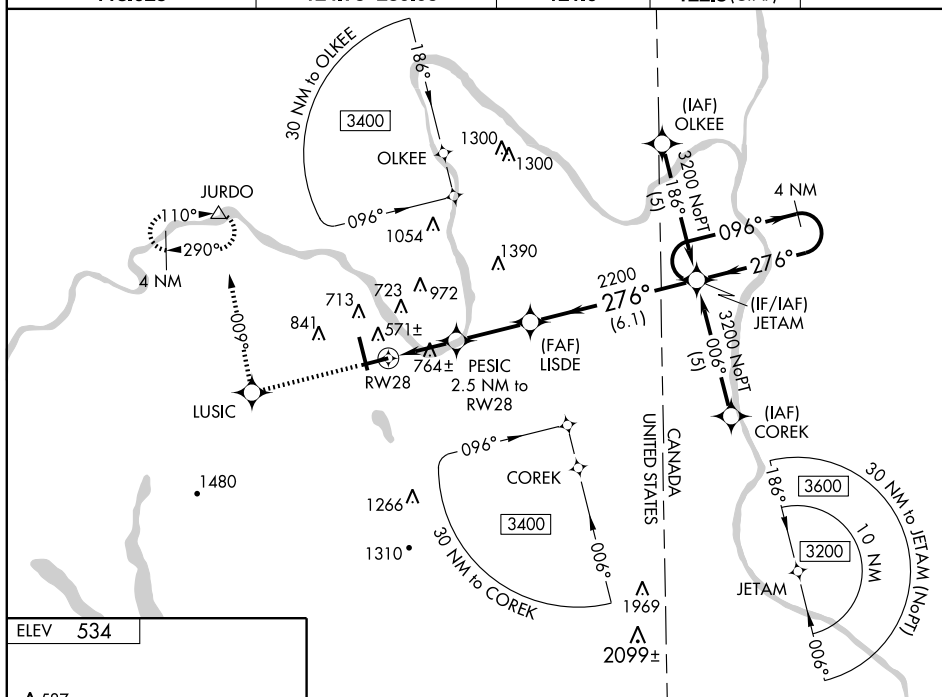 30 NM to OLKEE
186°
3400
OLKEE
096°
1300
1300
(IAF)
OLKEE
3200 NoPT
186°
(5)
4 NM
096°
276°
JURDO
110°
290°
4 NM
1054
1390
2200
276°
(6.1)
(IF/IAF)
JETAM
713
723
972
841
571±
764±
RW28
PESIC
2.5 NM to
RW28
(FAF)
LISDE
009°
LUSIC
3200 NoPT
006°
(5)
(IAF)
COREK
096°
COREK
3400
006°
30 NM to COREK
CANADA
UNITED STATES
1480
1266
1310
186°
3600
30 NM to JETAM (NoPT)
3200
10 NM
JETAM
006°
1969
2099±
ELEV 534